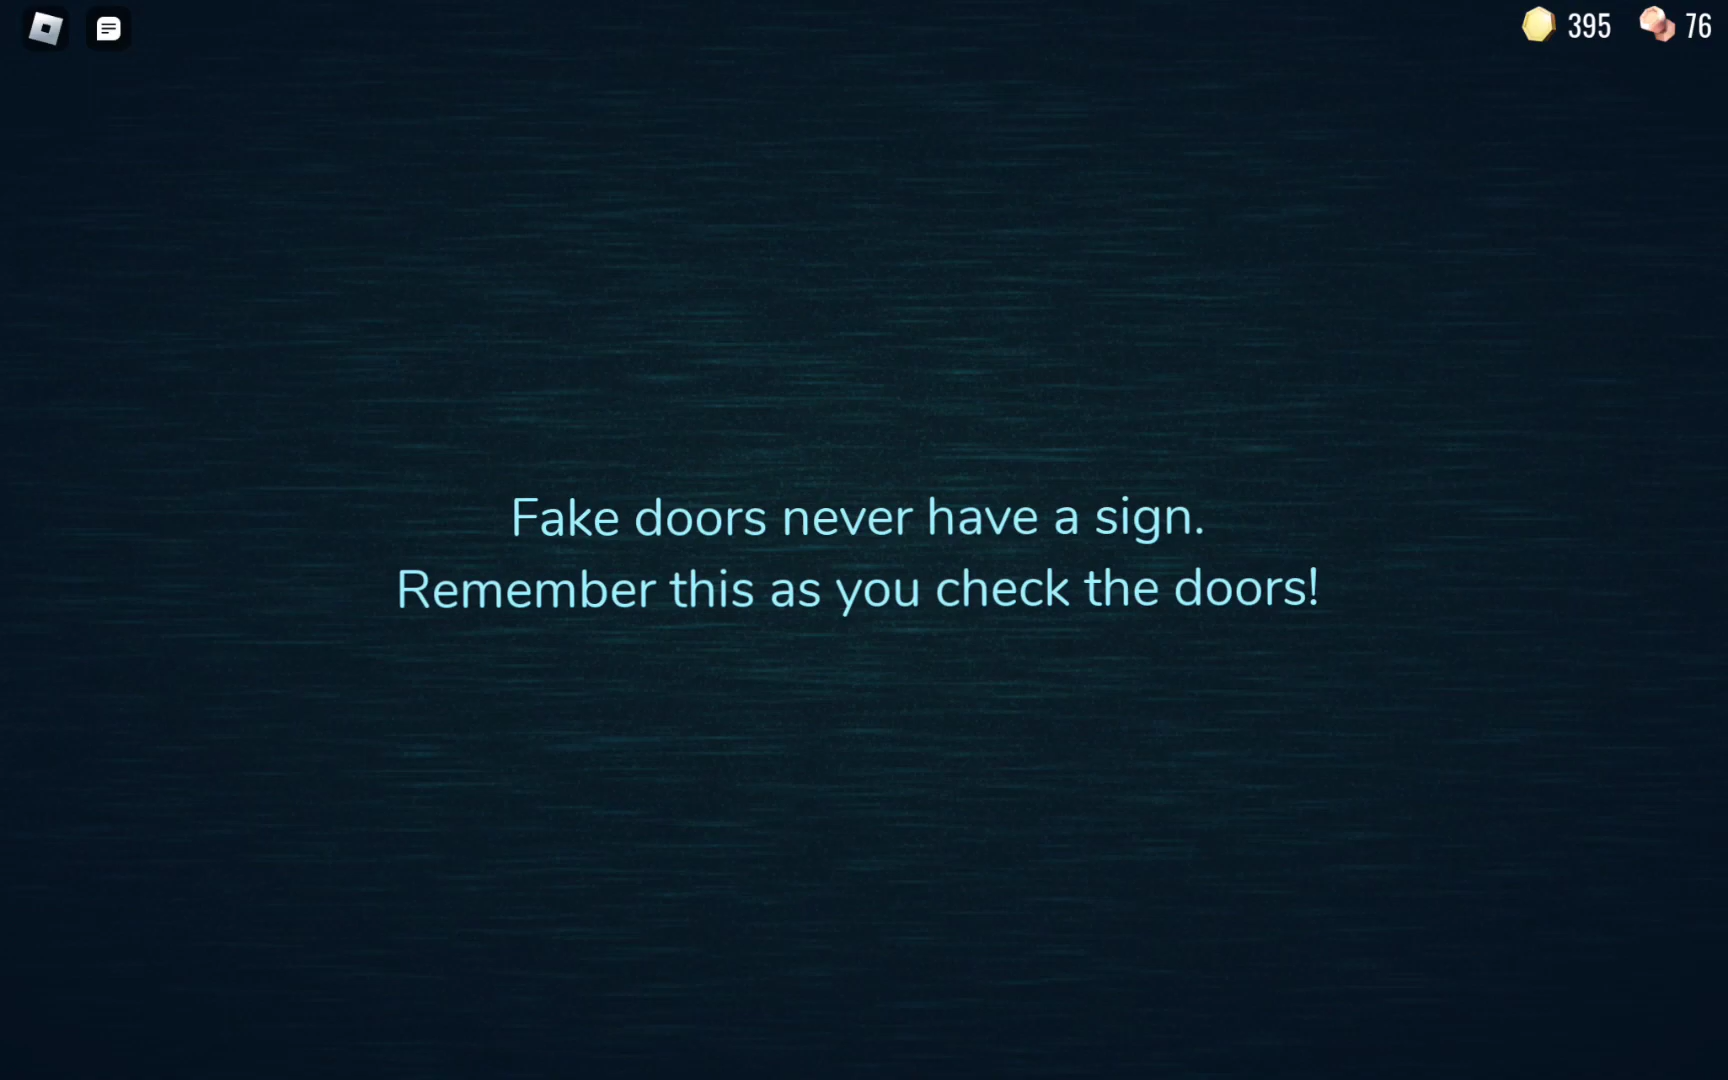 395 76
Fake doors never have a sign.
Remember this as you check the doors!